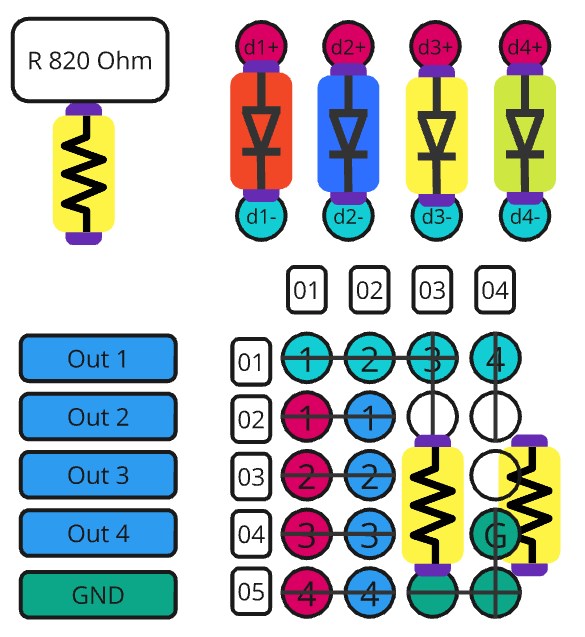 R 820 Ohm
d1+ d2+ d3+ d4+
d1- d2- d3- d4-
01 02 03 04
Out 1
01 1 2 3 4
Out 2
02 1 1
Out 3
03 2 2
Out 4
04 3 3 G
GND
05 4 4